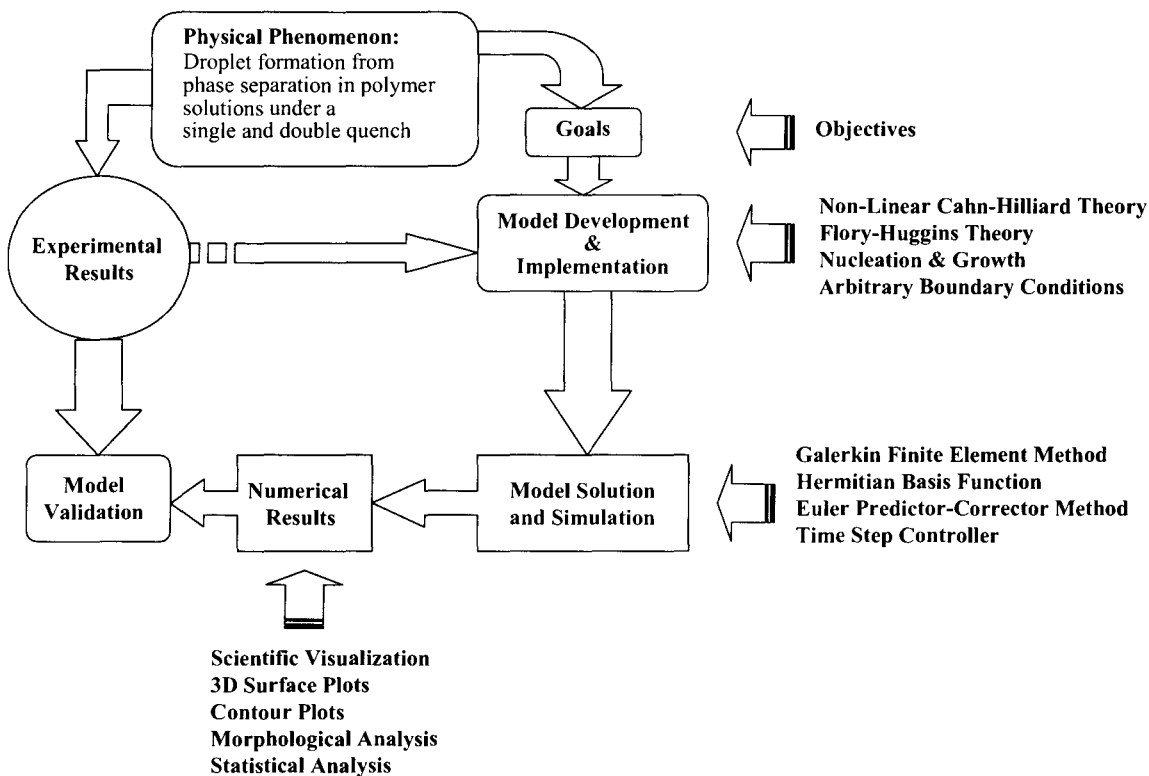 Physical Phenomenon:
Droplet formation from
phase separation in polymer
solutions under a
single and double quench
Goals
Objectives
Experimental
Results
Model Development
&
Implementation
Non-Linear Cahn-Hilliard Theory
Flory-Huggins Theory
Nucleation & Growth
Arbitrary Boundary Conditions
Model
Validation
Numerical
Results
Model Solution
and Simulation
Galerkin Finite Element Method
Hermitian Basis Function
Euler Predictor-Corrector Method
Time Step Controller
Scientific Visualization
3D Surface Plots
Contour Plots
Morphological Analysis
Statistical Analysis